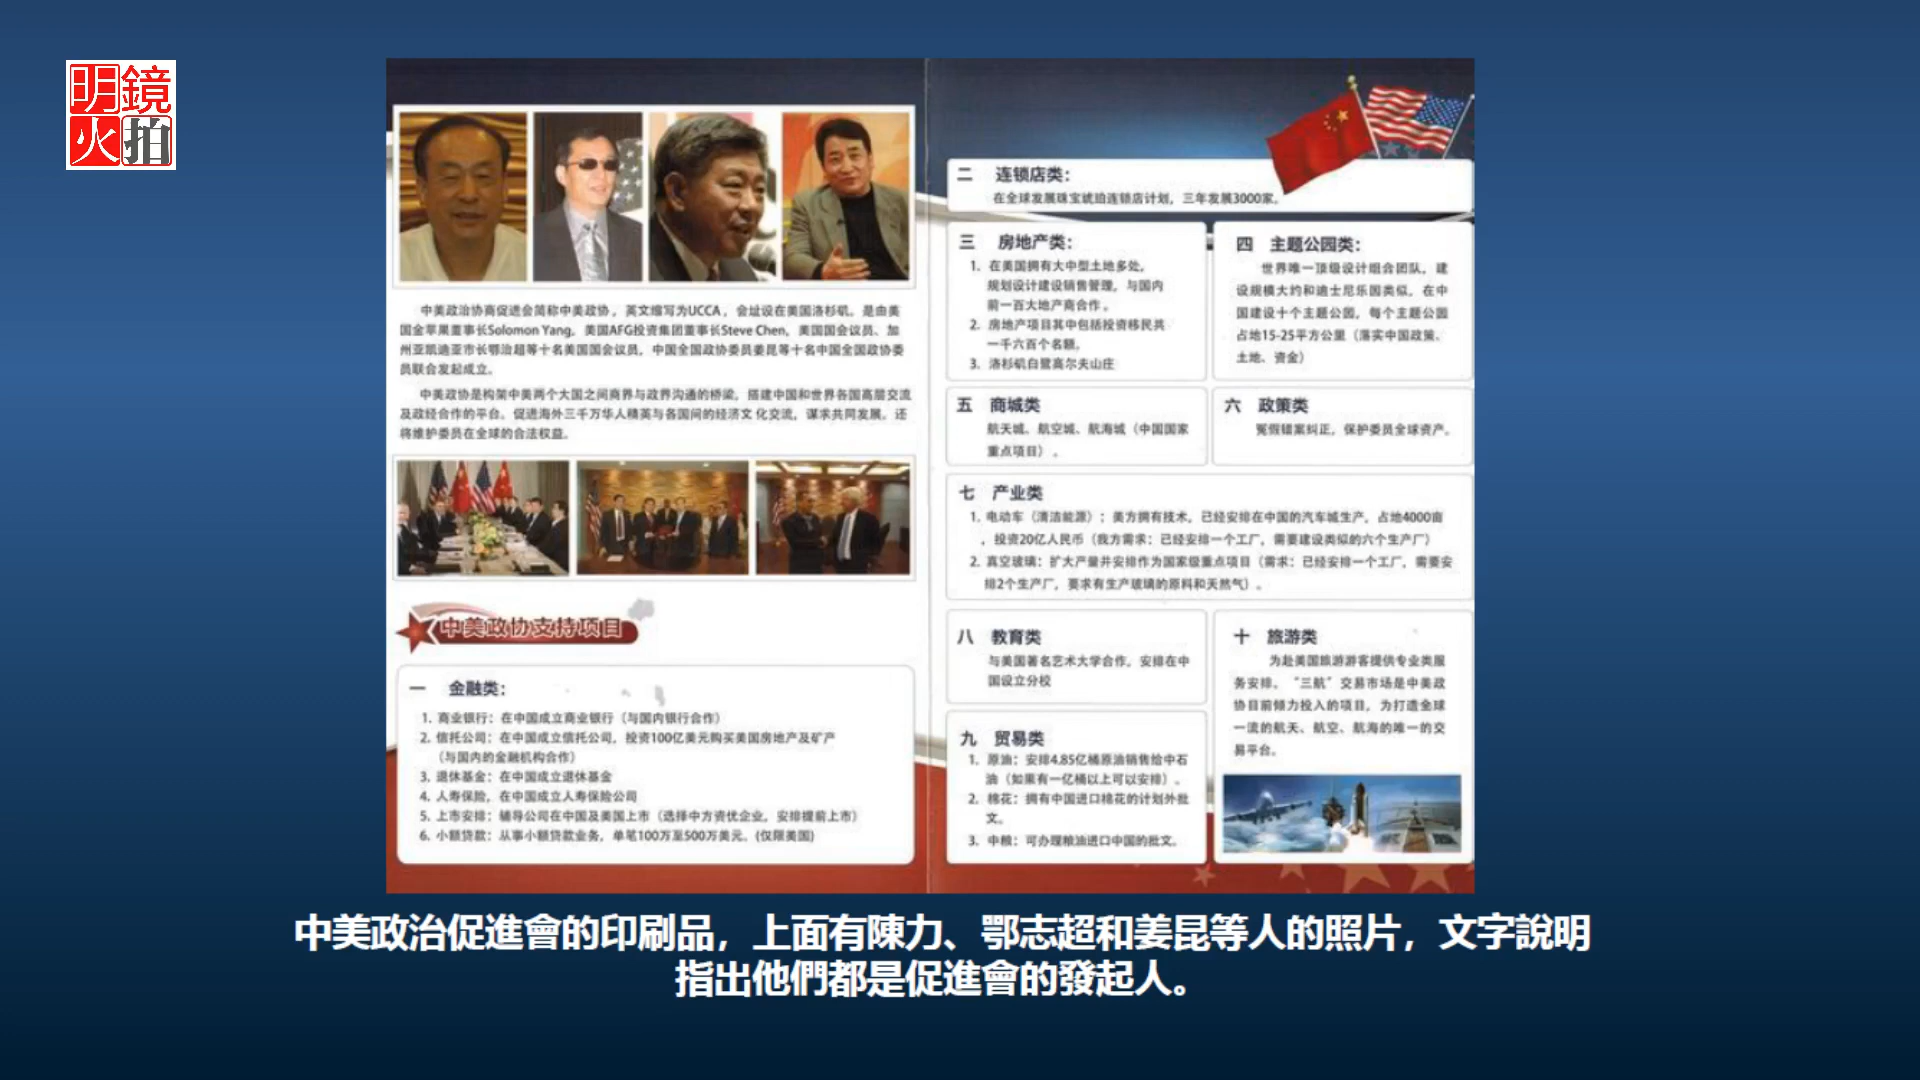 明鏡
火拍
中美政治协商促进会简称中美政协，英文缩写为UCCA，会址设在美国洛杉矶。是由美
国金苹果董事长Solomon Yang，美国AFG投资集团董事长Steve Chen，美国国会议员、加
州亚凯迪亚市长鄂治超等十名美国国会议员，中国全国政协委员姜昆等十名中国全国政协委
员联合发起成立。
中美政协是构架中美两个大国之间商界与政界沟通的桥梁，搭建中国和世界各国高层交流
及政经合作的平台。促进海外三千万华人精英与各国间的经济文化交流，谋求共同发展。还
将维护委员在全球的合法权益。
中美政协支持项目
一 金融类：
1. 商业银行：在中国成立商业银行（与国内银行合作）
2. 信托公司：在中国成立信托公司，投资100亿美元购买美国房地产及矿产
（与国内的金融机构合作）
3. 退休基金：在中国成立退休基金
4. 人寿保险，在中国成立人寿保险公司
5. 上市安排：辅导公司在中国及美国上市（选择中方资优企业，安排提前上市）
6. 小额贷款：从事小额贷款业务，单笔100万至500万美元。(仅限美国)
二 连锁店类：
在全球发展珠宝琥珀连锁店计划，三年发展3000家。
三 房地产类：
1. 在美国拥有大中型土地多处，
规划设计建设销售管理，与国内
前一百大地产商合作。
2. 房地产项目其中包括投资移民共
一千六百个名额。
3. 洛杉矶白鹭高尔夫山庄
四 主题公园类：
世界唯一顶级设计组合团队，建
设规模大约和迪士尼乐园类似，在中
国建设十个主题公园，每个主题公园
占地15-25平方公里（落实中国政策、
土地、资金）
五 商城类
航天城、航空城、航海城（中国国家
重点项目）。
六 政策类
冤假错案纠正，保护委员全球资产。
七 产业类
1. 电动车（清洁能源）；美方拥有技术，已经安排在中国的汽车城生产，占地4000亩
，投资20亿人民币（我方需求：已经安排一个工厂，需要建设类似的六个生产厂）
2. 真空玻璃：扩大产量并安排作为国家级重点项目（需求：已经安排一个工厂，需要安
排2个生产厂，要求有生产玻璃的原料和天然气）。
八 教育类
与美国著名艺术大学合作，安排在中
国设立分校
九 贸易类
1. 原油：安排4.85亿桶原油销售给中石
油（如果有一亿桶以上可以安排）。
2. 棉花：拥有中国进口棉花的计划外批
文。
3. 中粮：可办理粮油进口中国的批文。
十 旅游类
为赴美国旅游游客提供专业类服
务安排。“三航”交易市场是中美政
协目前倾力投入的项目，为打造全球
一流的航天、航空、航海的唯一的交
易平台。
中美政治促進會的印刷品，上面有陳力、鄂志超和姜昆等人的照片，文字說明
指出他們都是促進會的發起人。